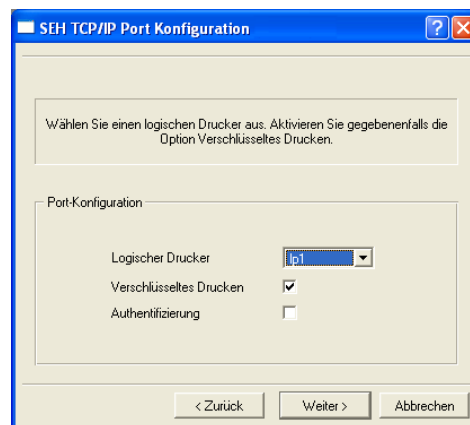 SEH TCP/IP Port Konfiguration
Wählen Sie einen logischen Drucker aus. Aktivieren Sie gegebenenfalls die
Option Verschlüsseltes Drucken.
Port-Konfiguration
Logischer Drucker
lp1
Verschlüsseltes Drucken
Authentifizierung
< Zurück
Weiter >
Abbrechen